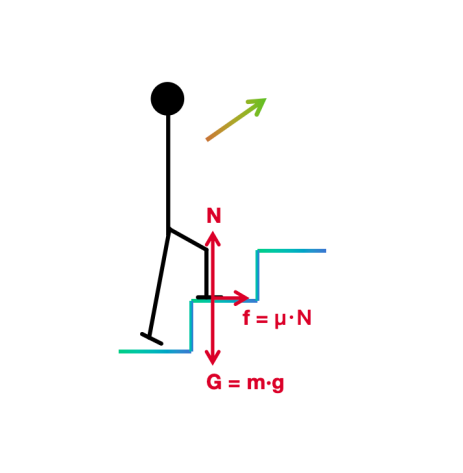 N
f = μ·N
G = m·g